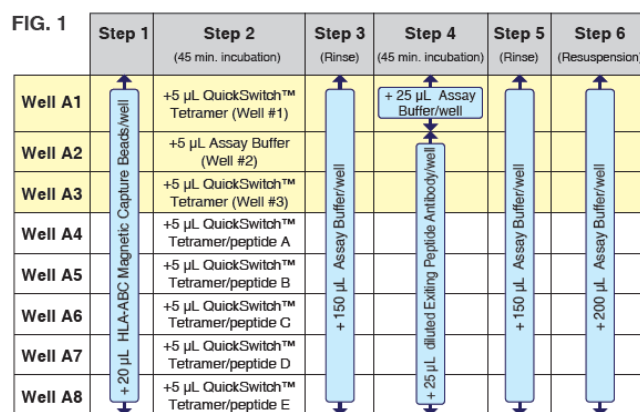 FIG. 1
Step 1
Step 2
(45 min. incubation)
Step 3
(Rinse)
Step 4
(45 min. incubation)
Step 5
(Rinse)
Step 6
(Resuspension)
Well A1
+5 µL QuickSwitch™
Tetramer (Well #1)
+ 25 µL Assay
Buffer/well
Well A2
+5 µL Assay Buffer
(Well #2)
Well A3
+5 µL QuickSwitch™
Tetramer (Well #3)
Well A4
+5 µL QuickSwitch™
Tetramer/peptide A
Well A5
+5 µL QuickSwitch™
Tetramer/peptide B
Well A6
+5 µL QuickSwitch™
Tetramer/peptide C
Well A7
+5 µL QuickSwitch™
Tetramer/peptide D
Well A8
+5 µL QuickSwitch™
Tetramer/peptide E
+ 20 µL HLA-ABC Magnetic Capture Beads/well
+ 150 µL Assay Buffer/well
+ 25 µL diluted Exiting Peptide Antibody/well
+ 150 µL Assay Buffer/well
+ 200 µL Assay Buffer/well